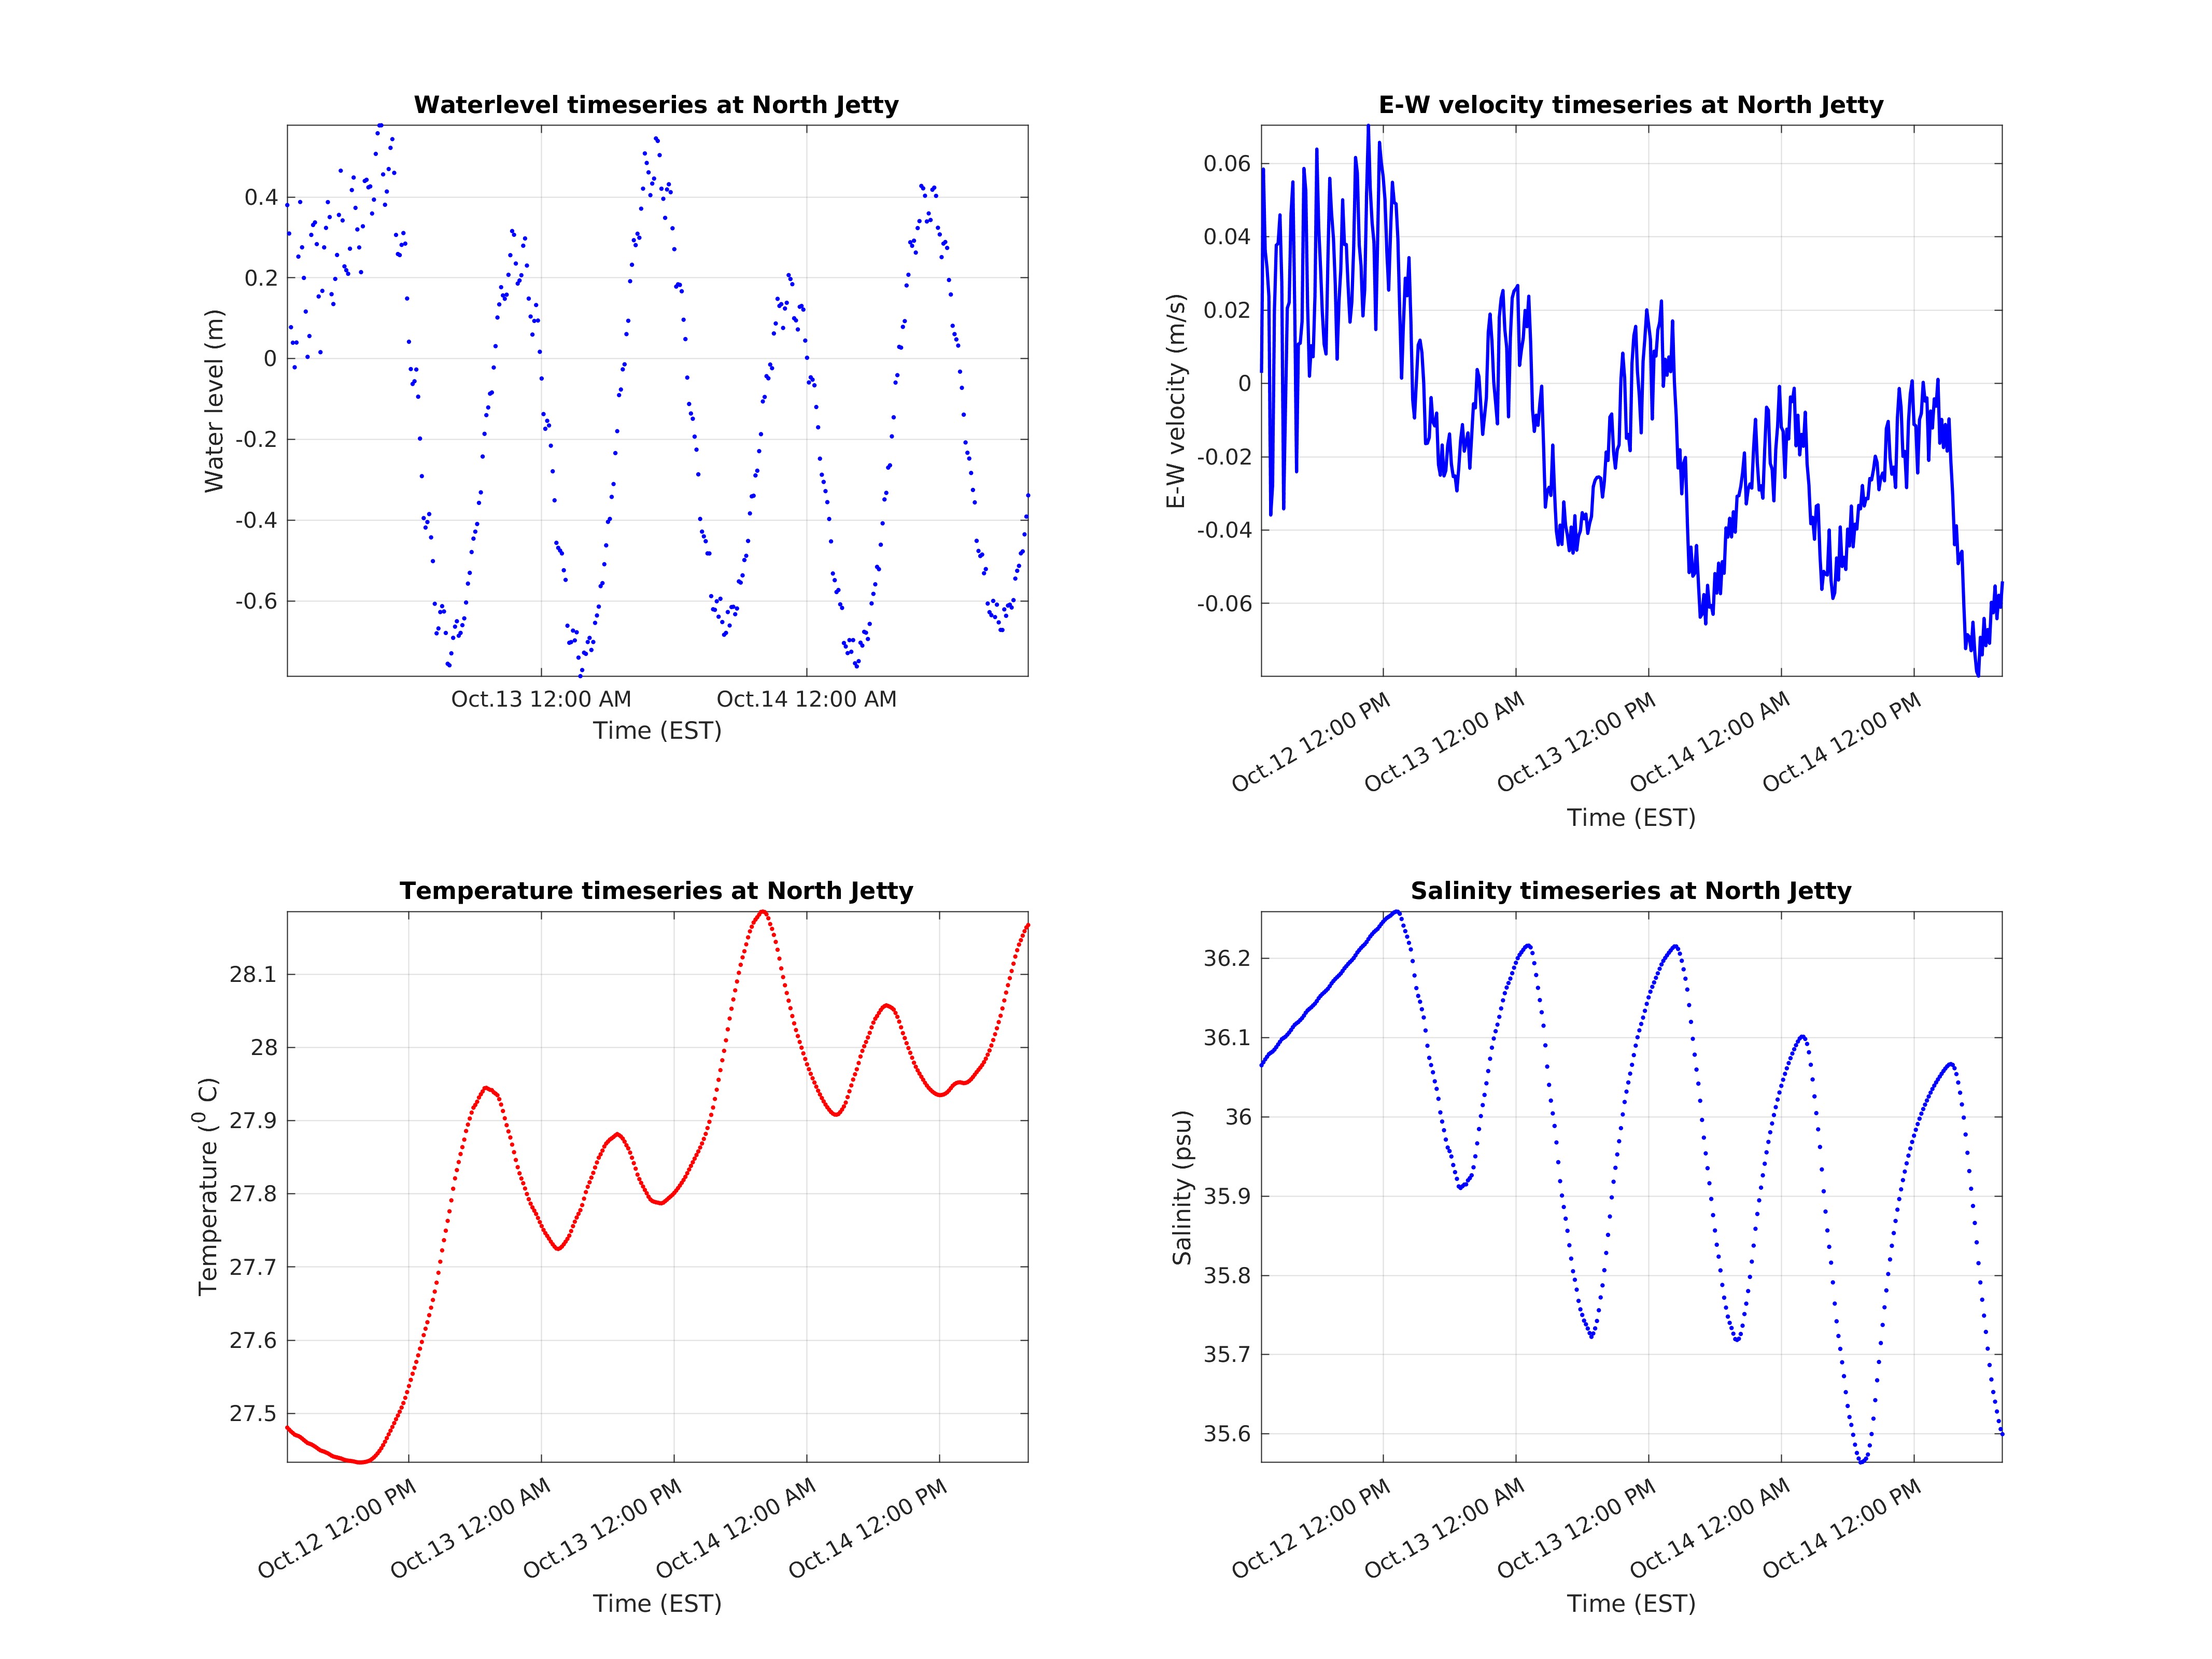 Waterlevel timeseries at North Jetty
0.4
0.2
0
-0.2
-0.4
-0.6
Water level (m)
Oct.13 12:00 AM
Oct.14 12:00 AM
Time (EST)
E-W velocity timeseries at North Jetty
0.06
0.04
0.02
0
-0.02
-0.04
-0.06
E-W velocity (m/s)
Oct.12 12:00 PM
Oct.13 12:00 AM
Oct.13 12:00 PM
Oct.14 12:00 AM
Oct.14 12:00 PM
Time (EST)
Temperature timeseries at North Jetty
28.1
28
27.9
27.8
27.7
27.6
27.5
Temperature (⁰ C)
Oct.12 12:00 PM
Oct.13 12:00 AM
Oct.13 12:00 PM
Oct.14 12:00 AM
Oct.14 12:00 PM
Time (EST)
Salinity timeseries at North Jetty
36.2
36.1
36
35.9
35.8
35.7
35.6
Salinity (psu)
Oct.12 12:00 PM
Oct.13 12:00 AM
Oct.13 12:00 PM
Oct.14 12:00 AM
Oct.14 12:00 PM
Time (EST)